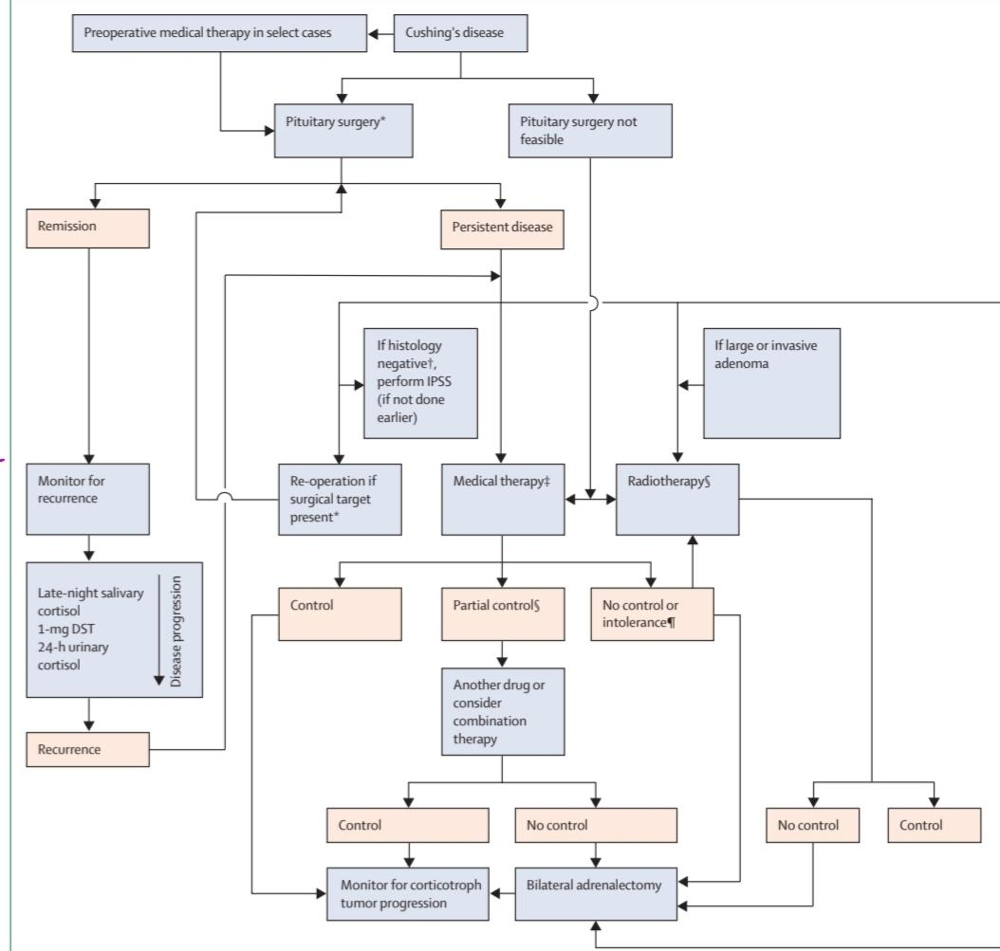 Preoperative medical therapy in select cases
Cushing's disease
Pituitary surgery*
Pituitary surgery not
feasible
Remission
Persistent disease
If histology
negative†,
perform IPSS
(if not done
earlier)
If large or invasive
adenoma
Monitor for
recurrence
Re-operation if
surgical target
present*
Medical therapy‡
Radiotherapy§
Late-night salivary
cortisol
1-mg DST
24-h urinary
cortisol
Disease progression
Control
Partial control§
No control or
intolerance¶
Another drug or
consider
combination
therapy
Recurrence
Control
No control
No control
Control
Monitor for corticotroph
tumor progression
Bilateral adrenalectomy